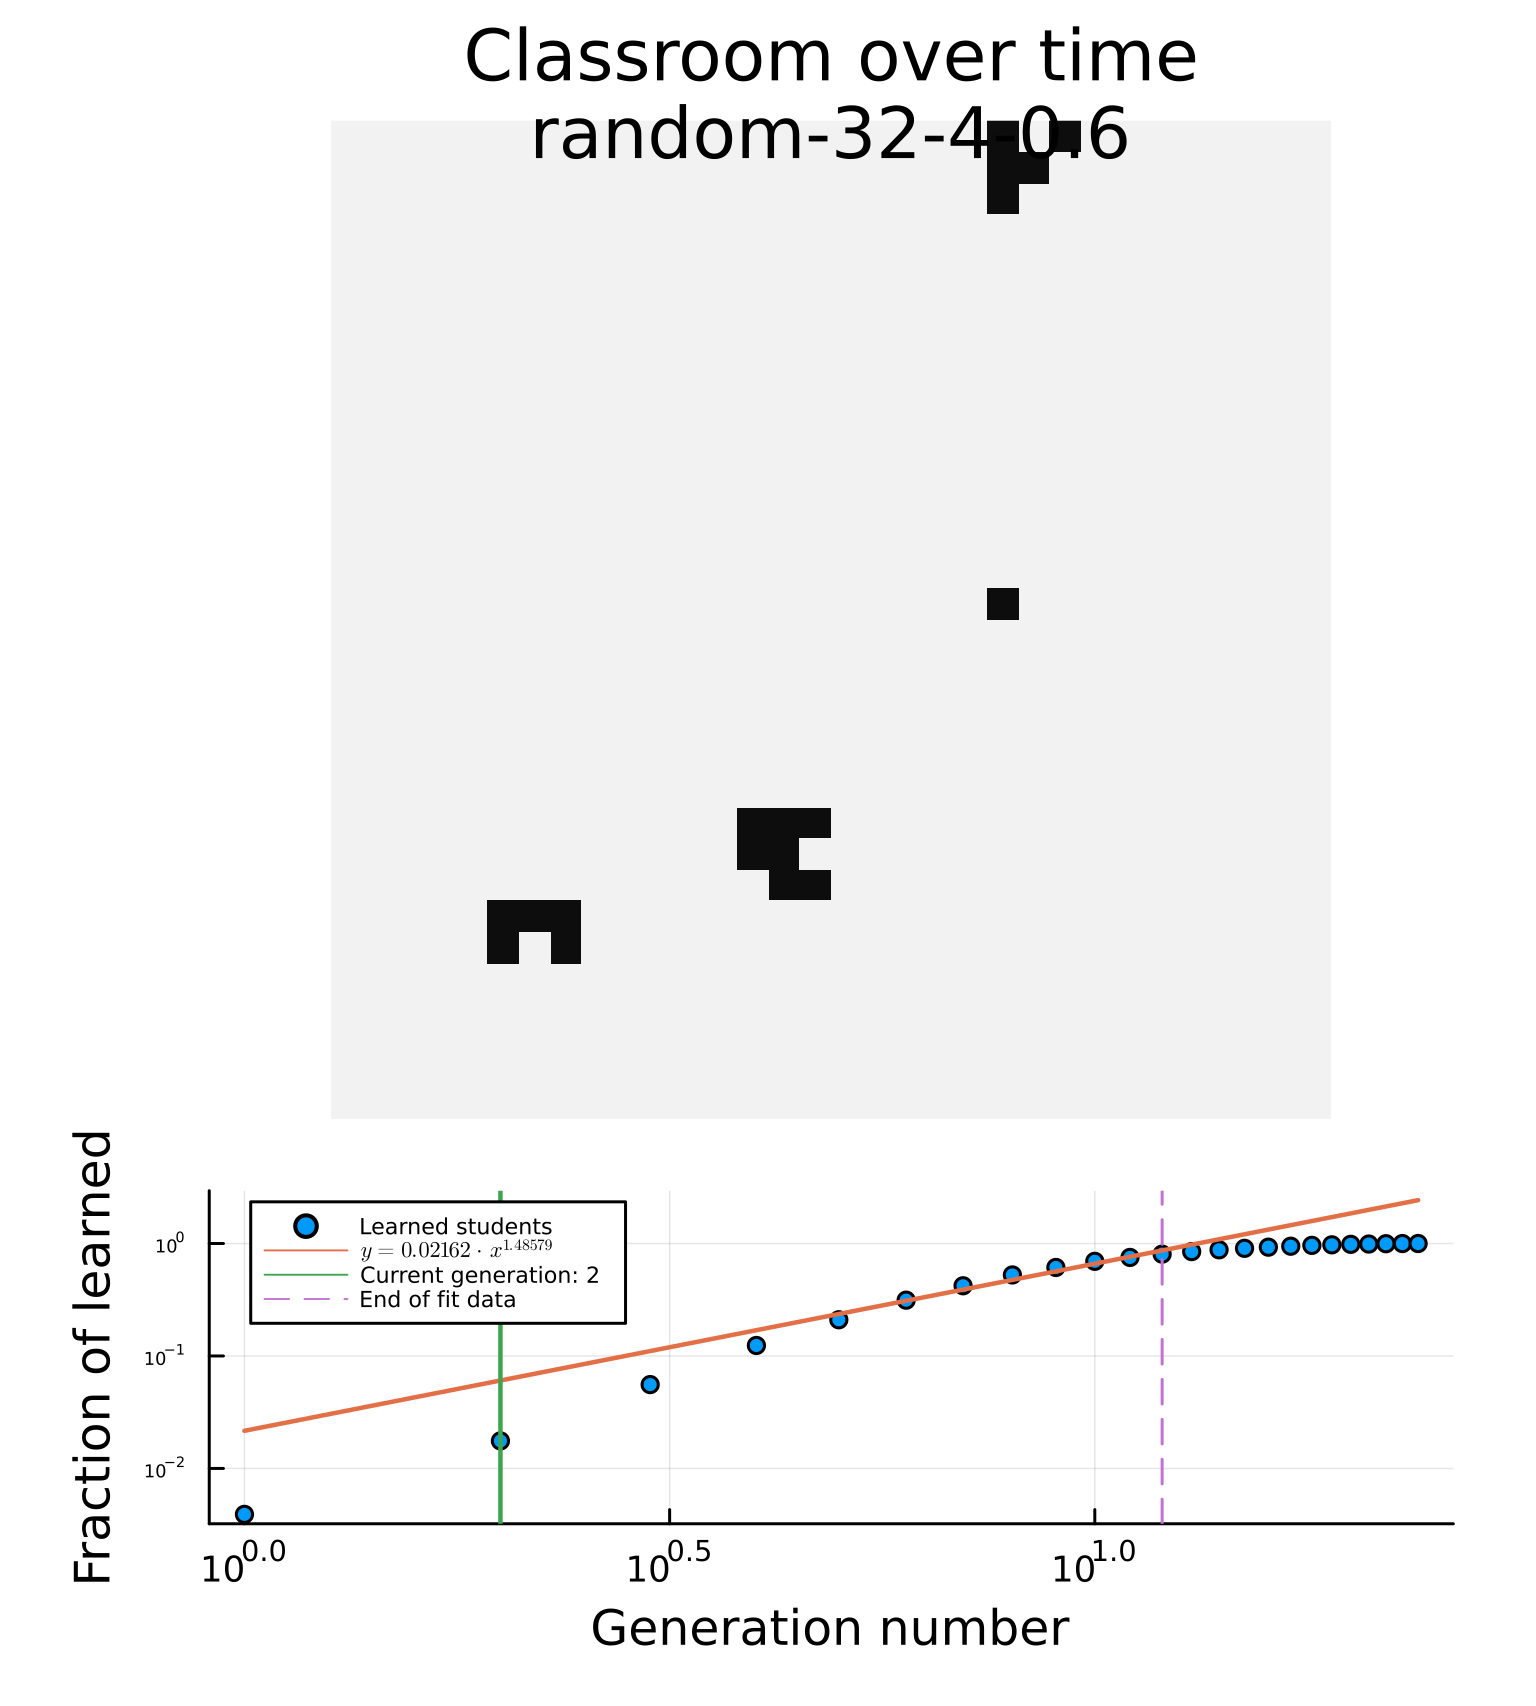 Classroom over time
random-32-4-0.6
Fraction of learned
10^0
10^−1
10^−2
Learned students
y = 0.02162 · x^1.48579
Current generation: 2
End of fit data
10^0.0 10^0.5 10^1.0
Generation number